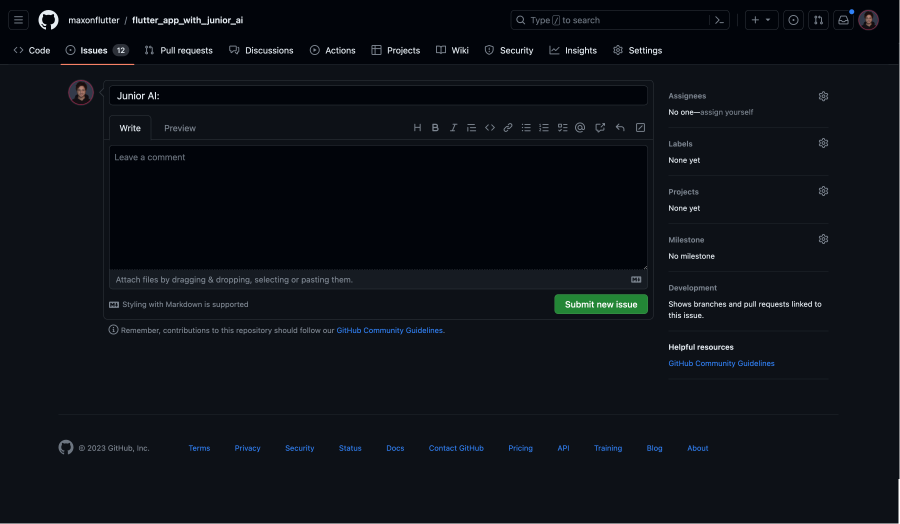 maxonflutter / flutter_app_with_junior_ai
Type / to search
Code
Issues 12
Pull requests
Discussions
Actions
Projects
Wiki
Security
Insights
Settings
Junior AI:
Write
Preview
H B I
Leave a comment
Attach files by dragging & dropping, selecting or pasting them.
Styling with Markdown is supported
Submit new issue
Remember, contributions to this repository should follow our GitHub Community Guidelines.
Assignees
No one—assign yourself
Labels
None yet
Projects
None yet
Milestone
No milestone
Development
Shows branches and pull requests linked to
this issue.
Helpful resources
GitHub Community Guidelines
© 2023 GitHub, Inc.
Terms
Privacy
Security
Status
Docs
Contact GitHub
Pricing
API
Training
Blog
About